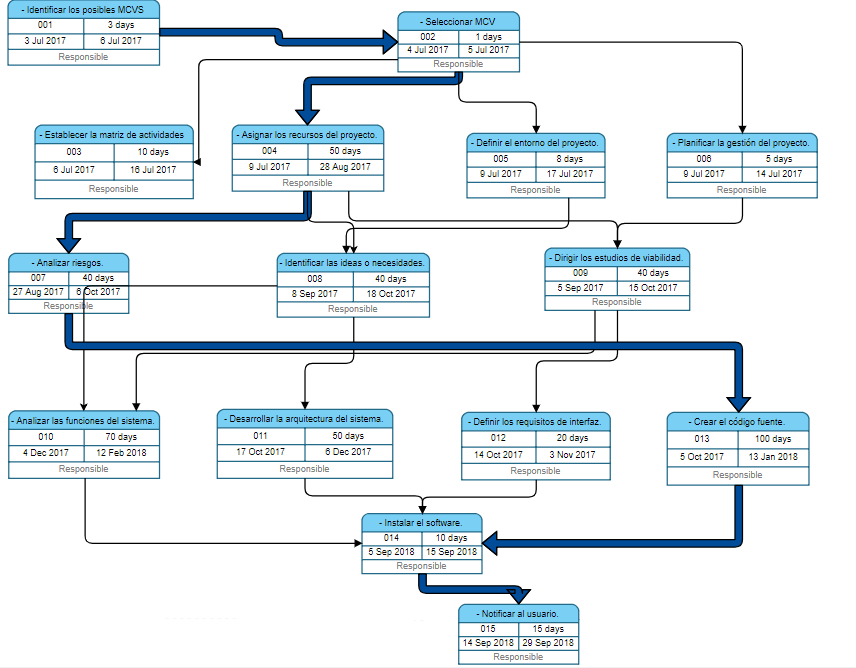 - Identificar los posibles MCVS
001 3 days
3 Jul 2017 6 Jul 2017
Responsible
- Seleccionar MCV
002 1 days
4 Jul 2017 5 Jul 2017
Responsible
- Establecer la matriz de actividades
003 10 days
6 Jul 2017 16 Jul 2017
Responsible
- Asignar los recursos del proyecto.
004 50 days
9 Jul 2017 28 Aug 2017
Responsible
- Definir el entorno del proyecto.
005 8 days
9 Jul 2017 17 Jul 2017
Responsible
- Planificar la gestión del proyecto.
006 5 days
9 Jul 2017 14 Jul 2017
Responsible
- Analizar riesgos.
007 40 days
27 Aug 2017 6 Oct 2017
Responsible
- Identificar las ideas o necesidades.
008 40 days
8 Sep 2017 18 Oct 2017
Responsible
- Dirigir los estudios de viabilidad.
009 40 days
5 Sep 2017 15 Oct 2017
Responsible
- Analizar las funciones del sistema.
010 70 days
4 Dec 2017 12 Feb 2018
Responsible
- Desarrollar la arquitectura del sistema.
011 50 days
17 Oct 2017 6 Dec 2017
Responsible
- Definir los requisitos de interfaz.
012 20 days
14 Oct 2017 3 Nov 2017
Responsible
- Crear el código fuente.
013 100 days
5 Oct 2017 13 Jan 2018
Responsible
- Instalar el software.
014 10 days
5 Sep 2018 15 Sep 2018
Responsible
- Notificar al usuario.
015 15 days
14 Sep 2018 29 Sep 2018
Responsible